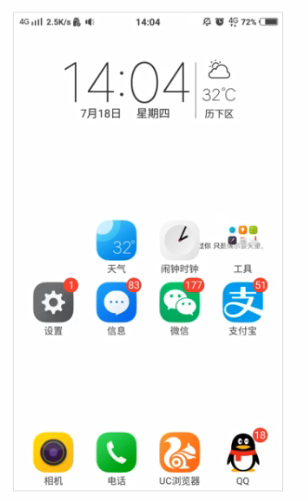 4G 2.5K/s 14:04 4G 72%
14:04 32℃
7月18日 星期四 历下区
32°
天气 闹钟时钟 工具
1 83 177 51
设置 信息 微信 支付宝
18
相机 电话 UC浏览器 QQ